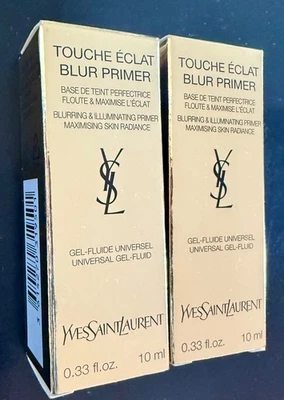 TOUCHE ÉCLAT
BLUR PRIMER
BASE DE TEINT PERFECTRICE
FLOUTE & MAXIMISE L'ÉCLAT
BLURRING & ILLUMINATING PRIMER
MAXIMISING SKIN RADIANCE
YSL
GEL-FLUIDE UNIVERSEL
UNIVERSAL GEL-FLUID
YVESSAINTLAURENT
0.33 fl.oz. 10 ml
TOUCHE ÉCLAT
BLUR PRIMER
BASE DE TEINT PERFECTRICE
FLOUTE & MAXIMISE L'ÉCLAT
BLURRING & ILLUMINATING PRIMER
MAXIMISING SKIN RADIANCE
YSL
GEL-FLUIDE UNIVERSEL
UNIVERSAL GEL-FLUID
YVESSAINTLAURENT
0.33 fl.oz. 10 ml